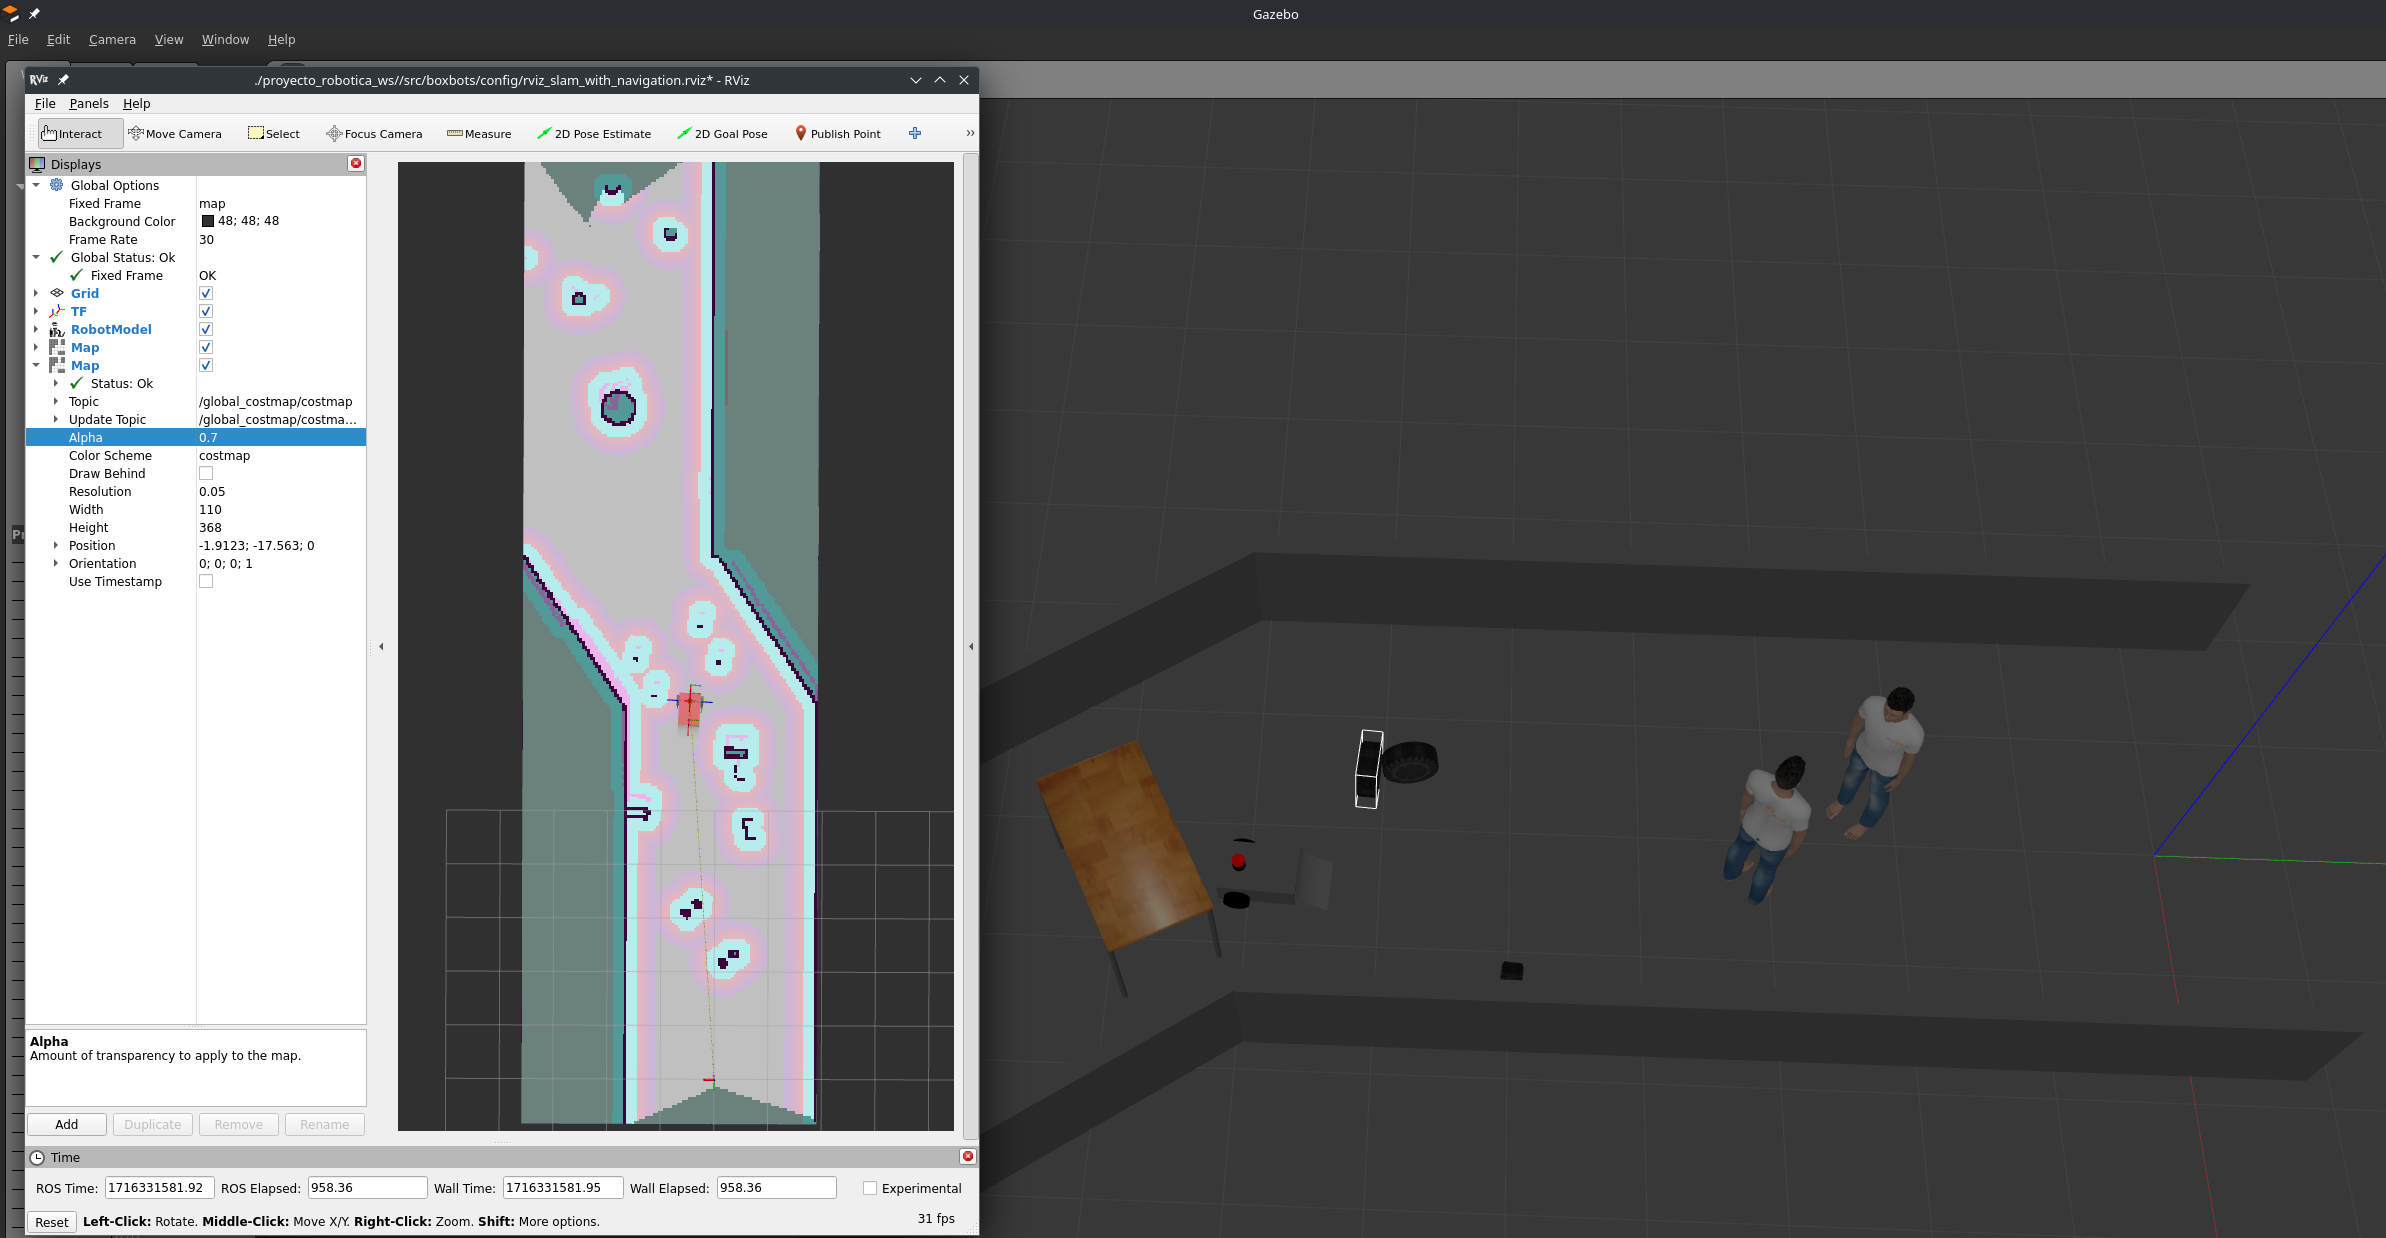 Gazebo
File Edit Camera View Window Help
RViz ./proyecto_robotica_ws//src/boxbots/config/rviz_slam_with_navigation.rviz* - RViz
File Panels Help
Interact Move Camera Select Focus Camera Measure 2D Pose Estimate 2D Goal Pose Publish Point »
Displays
Global Options
Fixed Frame map
Background Color 48; 48; 48
Frame Rate 30
Global Status: Ok
Fixed Frame OK
Grid
TF
RobotModel
Map
Map
Status: Ok
Topic /global_costmap/costmap
Update Topic /global_costmap/costma...
Alpha 0.7
Color Scheme costmap
Draw Behind
Resolution 0.05
Width 110
Height 368
Position -1.9123; -17.563; 0
Orientation 0; 0; 0; 1
Use Timestamp
Alpha
Amount of transparency to apply to the map.
Add Duplicate Remove Rename
Time
ROS Time: 1716331581.92 ROS Elapsed: 958.36 Wall Time: 1716331581.95 Wall Elapsed: 958.36 Experimental
Reset Left-Click: Rotate. Middle-Click: Move X/Y. Right-Click: Zoom. Shift: More options. 31 fps